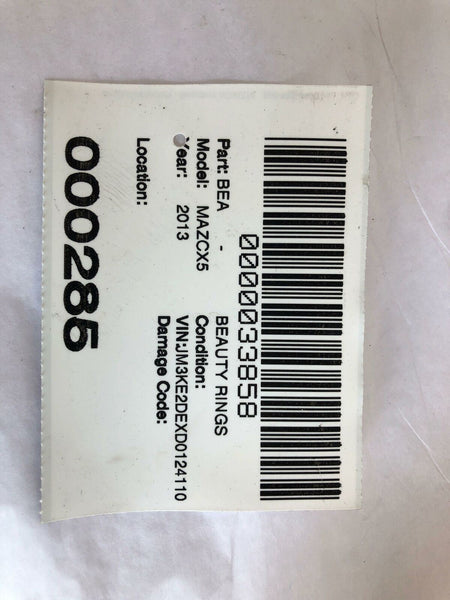 0000033858
Part: BEA - BEAUTY RINGS
Model: MAZCX5 Condition:
Year: 2013 VIN:JM3KE2DEXD0124110
Damage Code:
Location:
000285